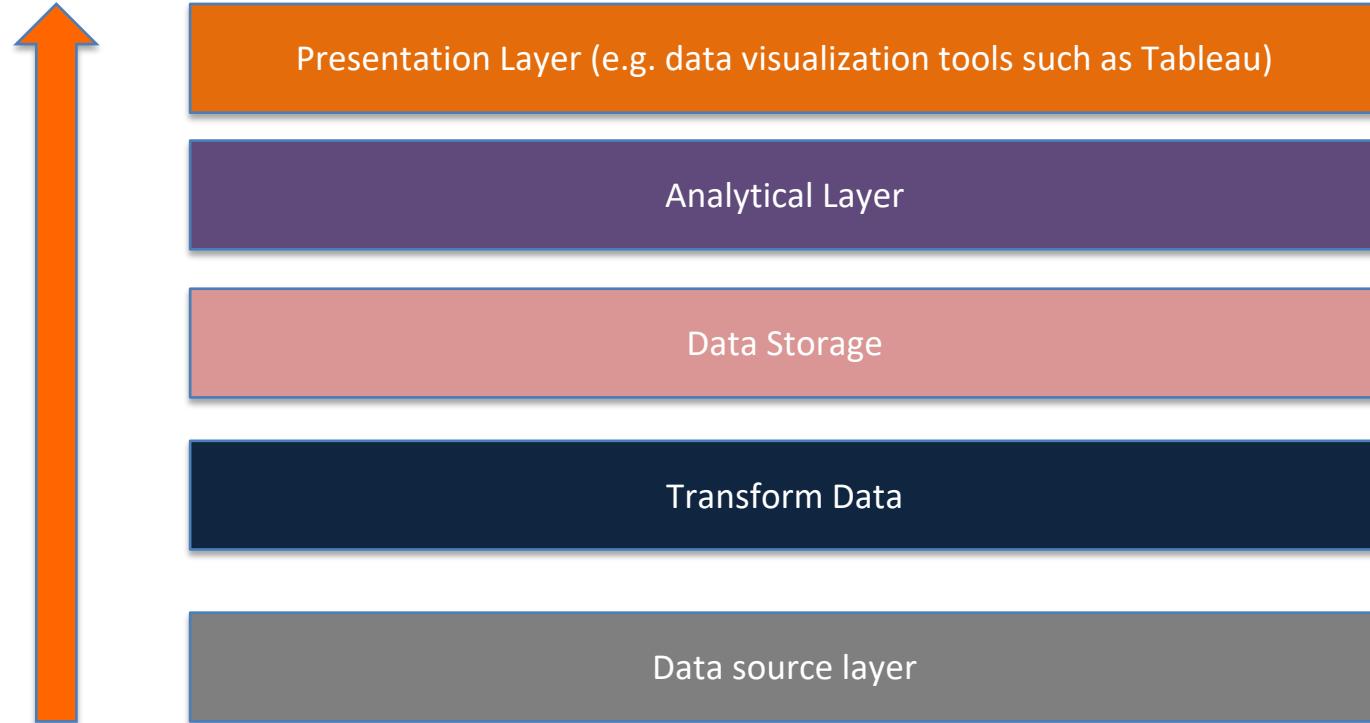 Presentation Layer (e.g. data visualization tools such as Tableau)
Analytical Layer
Data Storage
Transform Data
Data source layer